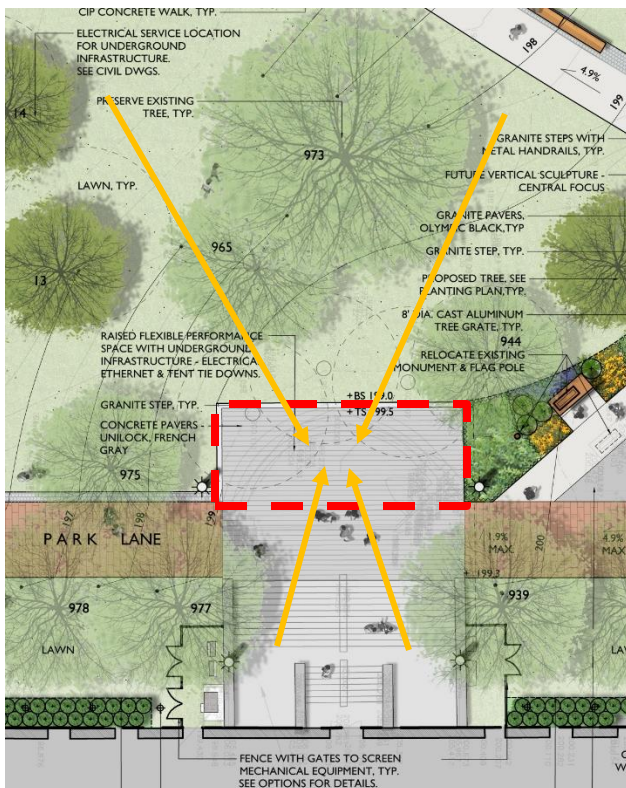 CIP CONCRETE WALK, TYP.
ELECTRICAL SERVICE LOCATION
FOR UNDERGROUND
INFRASTRUCTURE.
SEE CIVIL DWGS.
198
4.9%
199
14
PRESERVE EXISTING
TREE, TYP.
973
GRANITE STEPS WITH
METAL HANDRAILS, TYP.
LAWN, TYP.
FUTURE VERTICAL SCULPTURE -
CENTRAL FOCUS
GRANITE PAVERS,
OLYMPIC BLACK,TYP
965
GRANITE STEP, TYP.
13
PROPOSED TREE, SEE
PLANTING PLAN,TYP.
8' DIA. CAST ALUMINUM
TREE GRATE, TYP.
944
RELOCATE EXISTING
MONUMENT & FLAG POLE
RAISED FLEXIBLE PERFORMANCE
SPACE WITH UNDERGROUND
INFRASTRUCTURE - ELECTRICAL
ETHERNET & TENT TIE DOWNS.
+BS 199.0
+TS 199.5
GRANITE STEP, TYP.
CONCRETE PAVERS -
UNILOCK, FRENCH
GRAY
975
197
198
199
PARK LANE
1.9%
MAX.
200
4.9%
MAX.
+ 199.3
978
977
939
LAWN
FENCE WITH GATES TO SCREEN
MECHANICAL EQUIPMENT, TYP.
SEE OPTIONS FOR DETAILS.